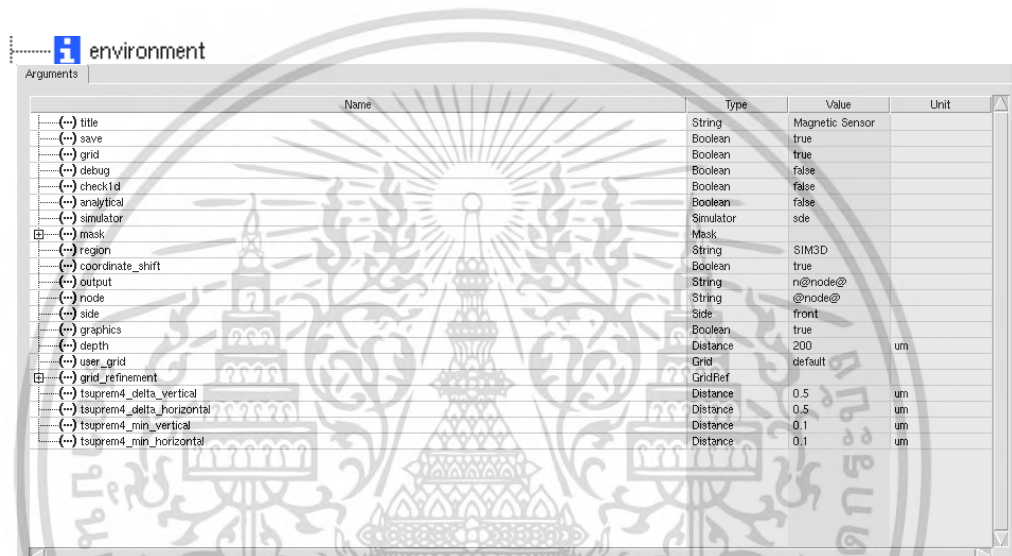 environment
Arguments
Name Type Value Unit
title String Magnetic Sensor
save Boolean true
grid Boolean true
debug Boolean false
check1d Boolean false
analytical Boolean false
simulator Simulator sde
mask Mask
region String SIM3D
coordinate_shift Boolean true
output String n@node@
node String @node@
side Side front
graphics Boolean true
depth Distance 200 um
user_grid Grid default
grid_refinement GridRef
tsuprem4_delta_vertical Distance 0.5 um
tsuprem4_delta_horizontal Distance 0.5 um
tsuprem4_min_vertical Distance 0.1 um
tsuprem4_min_horizontal Distance 0.1 um